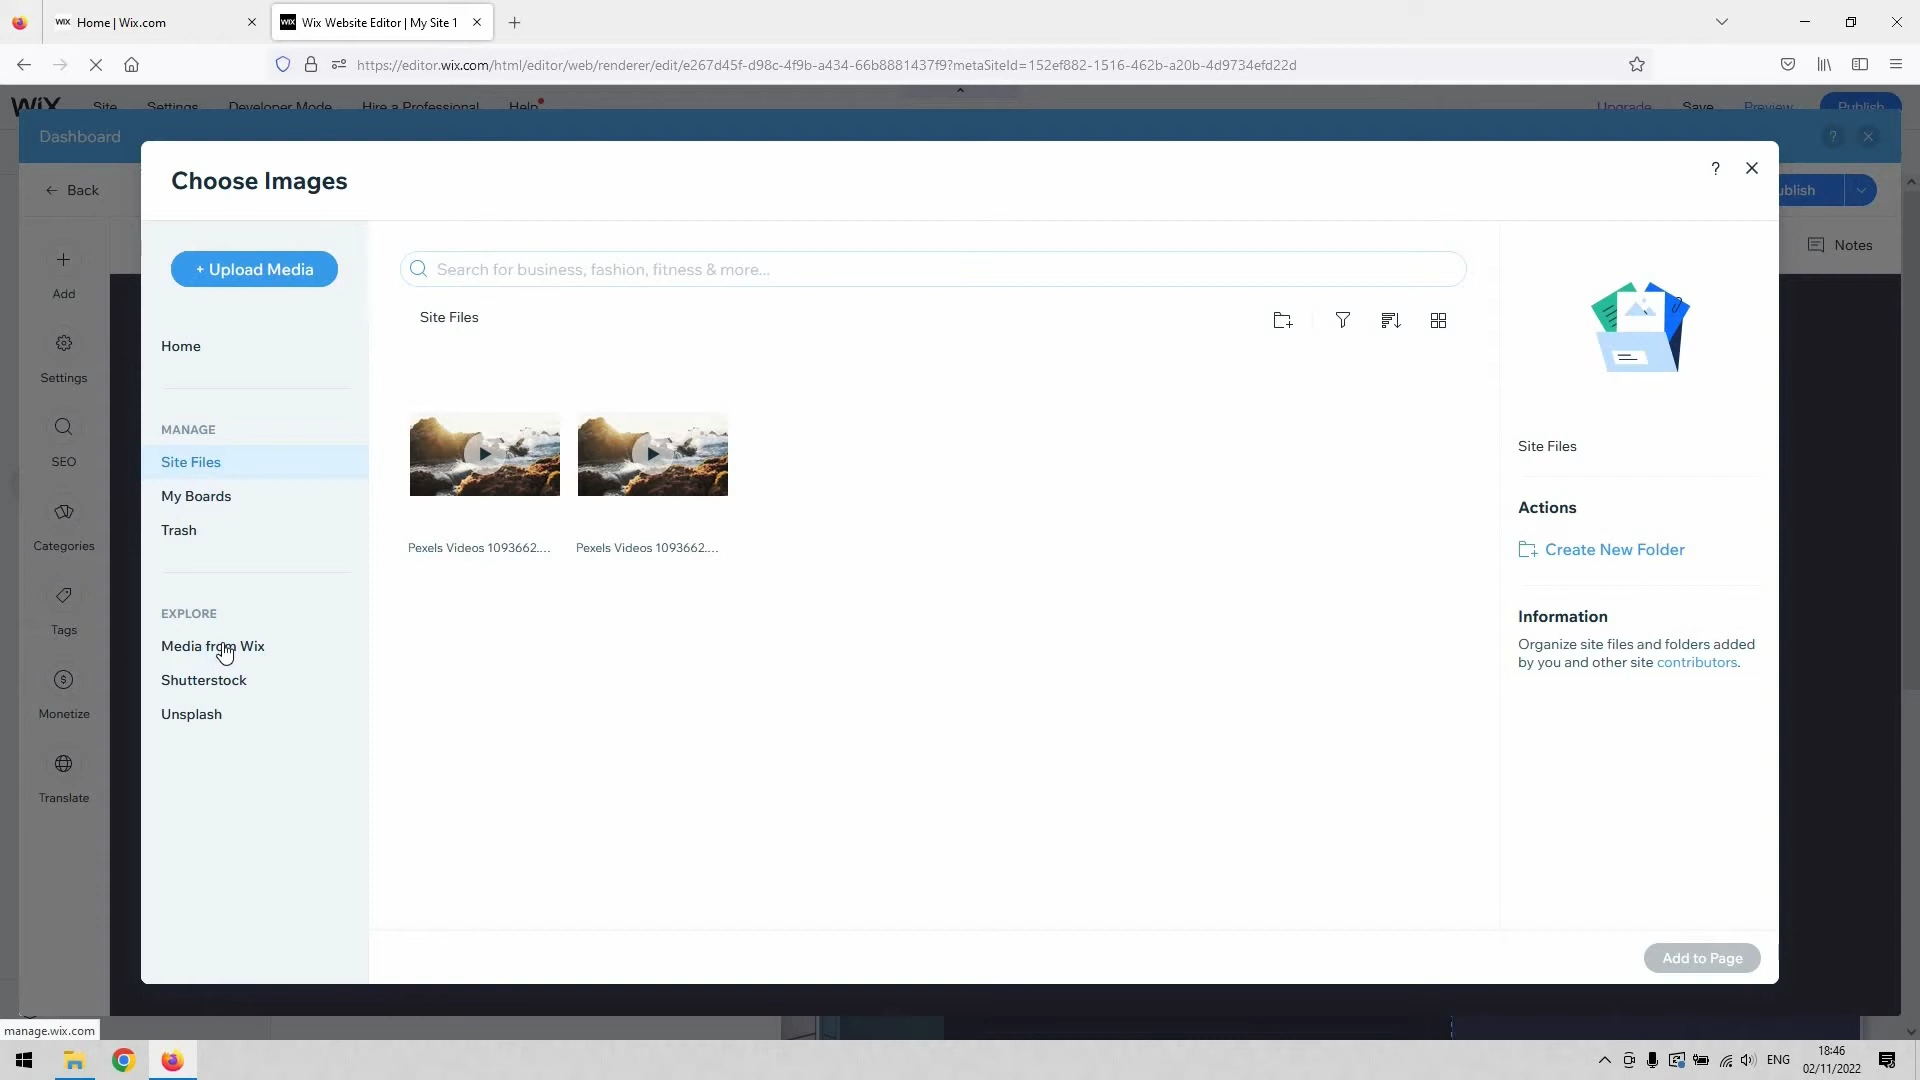 Home | Wix.com
Wix Website Editor | My Site 1
https://editor.wix.com/html/editor/web/renderer/edit/e267d45f-d98c-4f9b-a434-66b8881437f9?metaSiteId=152ef882-1516-462b-a20b-4d9734efd22d
WiX Site Settings Developer Mode Hire a Professional Help Upgrade Save Preview Publish
Dashboard ?
Back
ublish
Notes
Choose Images ?
+ Upload Media
Search for business, fashion, fitness & more...
Site Files
Home
MANAGE
Site Files
My Boards
Trash
EXPLORE
Media from Wix
Shutterstock
Unsplash
Pexels Videos 1093662.... Pexels Videos 1093662....
Site Files
Actions
Create New Folder
Information
Organize site files and folders added
by you and other site contributors.
Add to Page
Add
Settings
SEO
Categories
Tags
Monetize
Translate
manage.wix.com
ENG
18:46
02/11/2022